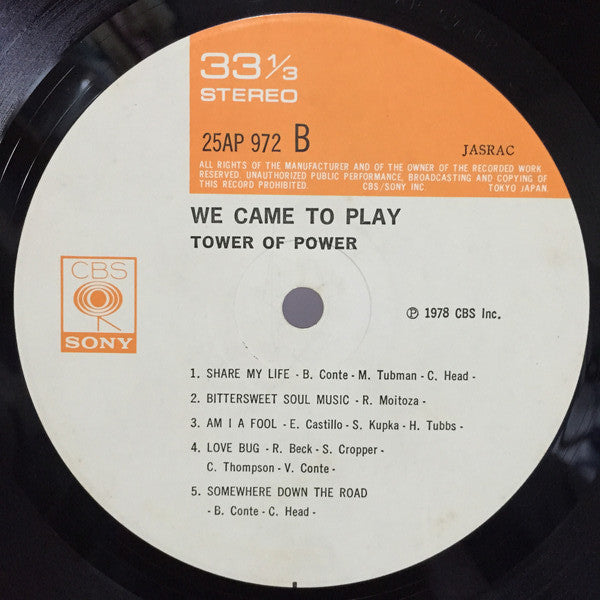 33 1/3
STEREO
25AP 972 B
JASRAC
ALL RIGHTS OF THE MANUFACTURER AND OF THE OWNER OF THE RECORDED WORK
RESERVED. UNAUTHORIZED PUBLIC PERFORMANCE, BROADCASTING AND COPYING OF
THIS RECORD PROHIBITED. CBS/SONY INC. TOKYO JAPAN.
WE CAME TO PLAY
TOWER OF POWER
CBS
SONY
℗ 1978 CBS Inc.
1. SHARE MY LIFE - B. Conte - M. Tubman - C. Head -
2. BITTERSWEET SOUL MUSIC - R. Moitoza -
3. AM I A FOOL - E. Castillo - S. Kupka - H. Tubbs -
4. LOVE BUG - R. Beck - S. Cropper -
C. Thompson - V. Conte -
5. SOMEWHERE DOWN THE ROAD
- B. Conte - C. Head -